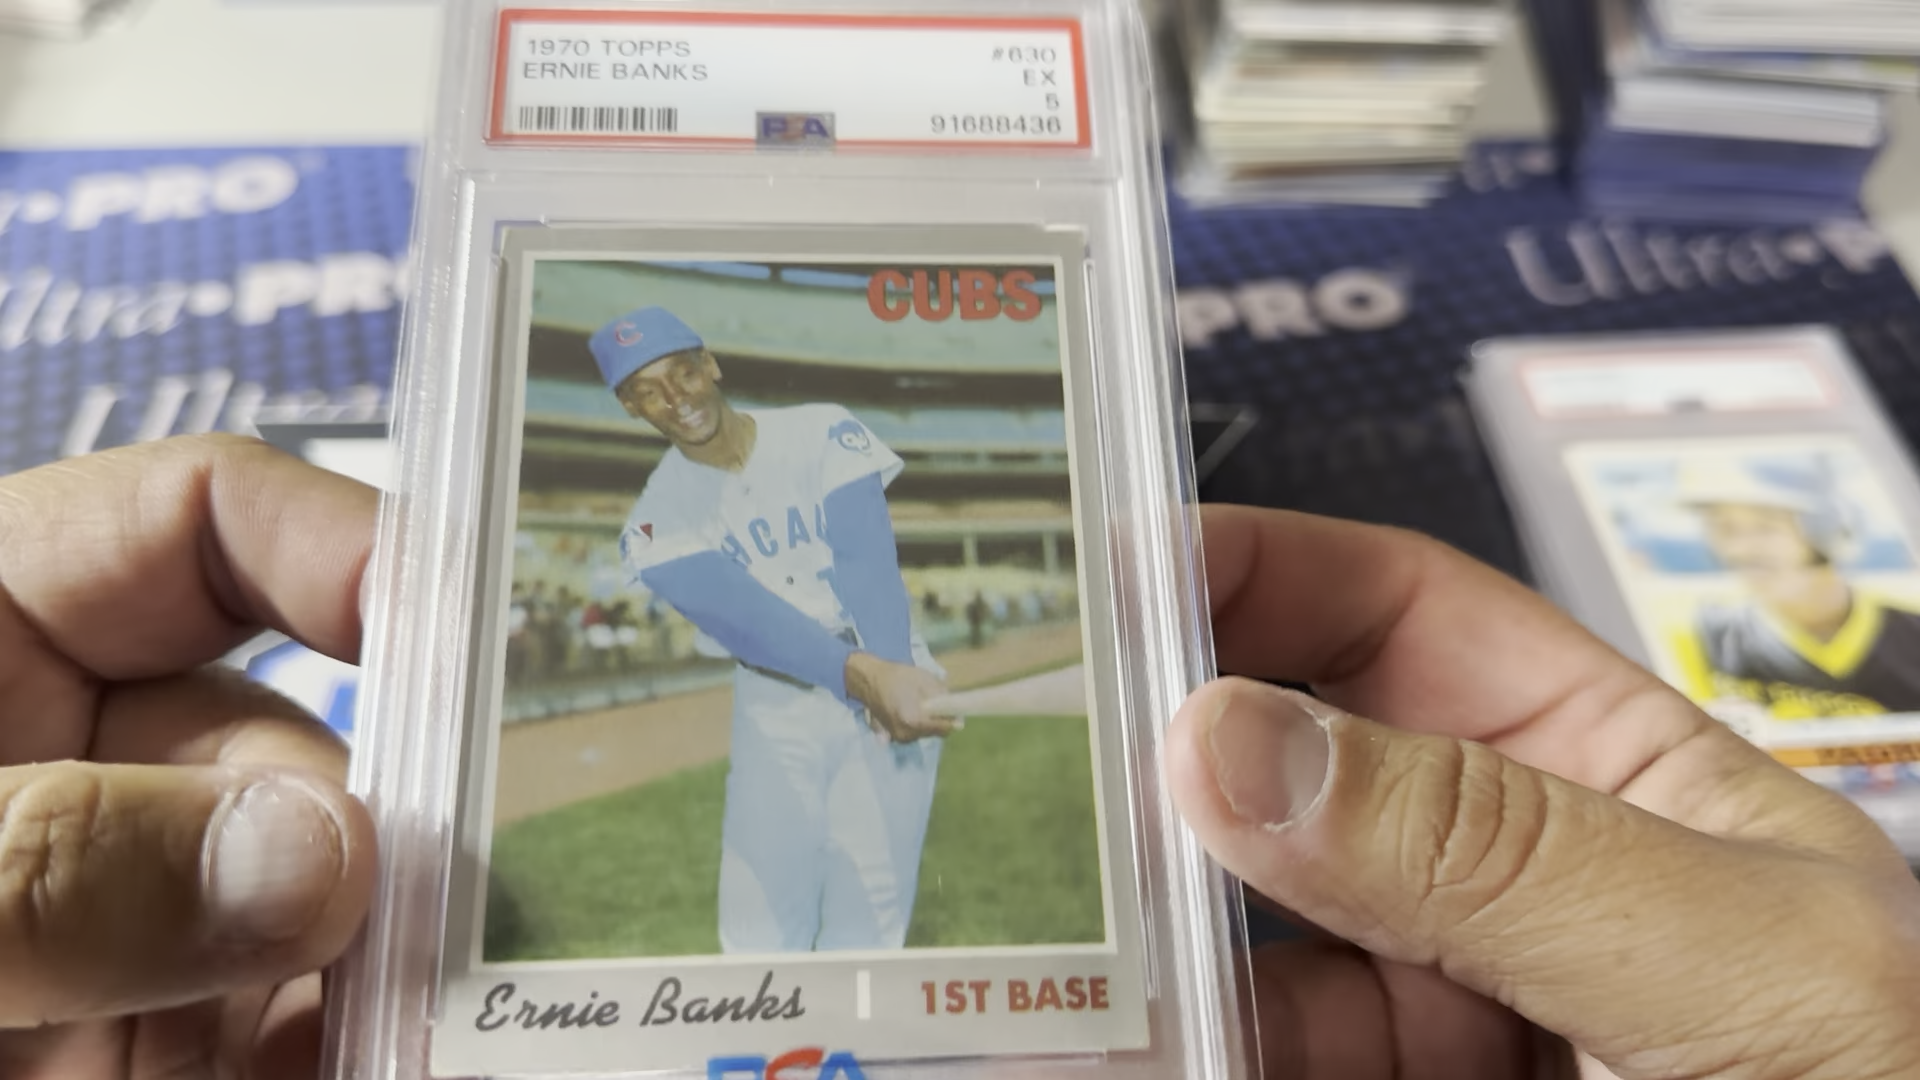 1970 TOPPS #630
ERNIE BANKS EX
5
PSA 91688436
CUBS
C
HCAG
Ernie Banks 1ST BASE
PSA
PRO
Ultra PRO
Ultra
PRO
Ultra